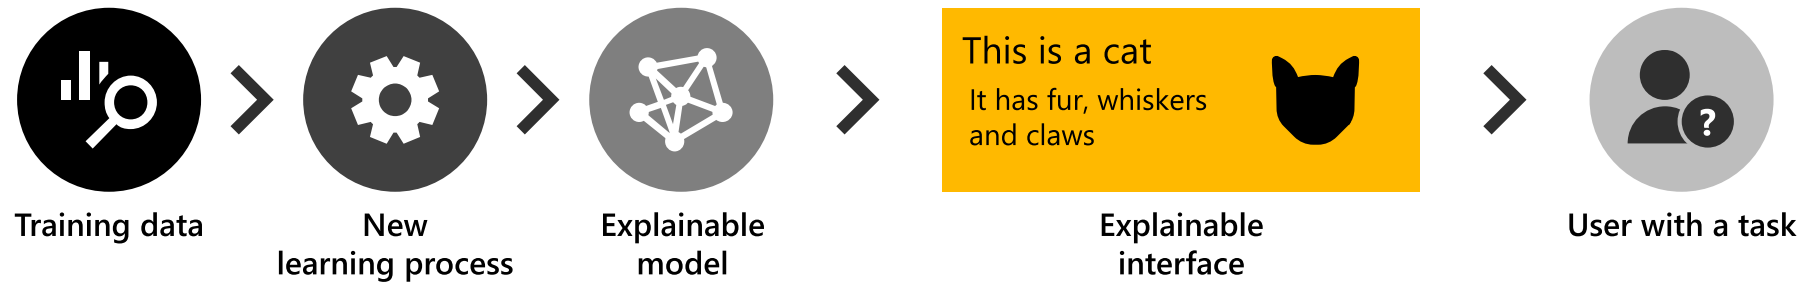 This is a cat
It has fur, whiskers
and claws
?
Training data
New
learning process
Explainable
model
Explainable
interface
User with a task